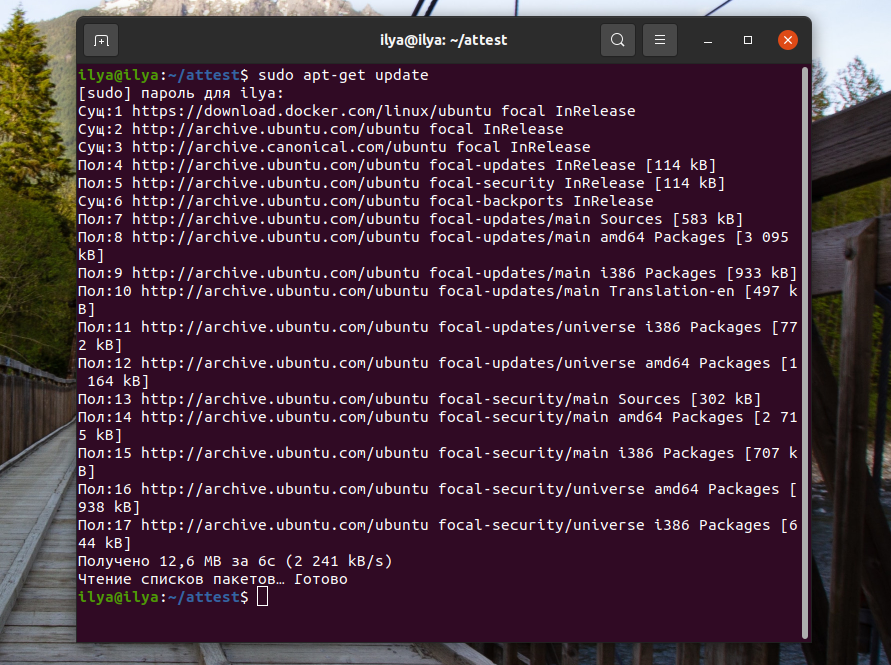 ilya@ilya: ~/attest
ilya@ilya:~/attest$ sudo apt-get update
[sudo] пароль для ilya:
Сущ:1 https://download.docker.com/linux/ubuntu focal InRelease
Сущ:2 http://archive.ubuntu.com/ubuntu focal InRelease
Сущ:3 http://archive.canonical.com/ubuntu focal InRelease
Пол:4 http://archive.ubuntu.com/ubuntu focal-updates InRelease [114 kB]
Пол:5 http://archive.ubuntu.com/ubuntu focal-security InRelease [114 kB]
Сущ:6 http://archive.ubuntu.com/ubuntu focal-backports InRelease
Пол:7 http://archive.ubuntu.com/ubuntu focal-updates/main Sources [583 kB]
Пол:8 http://archive.ubuntu.com/ubuntu focal-updates/main amd64 Packages [3 095
kB]
Пол:9 http://archive.ubuntu.com/ubuntu focal-updates/main i386 Packages [933 kB]
Пол:10 http://archive.ubuntu.com/ubuntu focal-updates/main Translation-en [497 k
B]
Пол:11 http://archive.ubuntu.com/ubuntu focal-updates/universe i386 Packages [77
2 kB]
Пол:12 http://archive.ubuntu.com/ubuntu focal-updates/universe amd64 Packages [1
 164 kB]
Пол:13 http://archive.ubuntu.com/ubuntu focal-security/main Sources [302 kB]
Пол:14 http://archive.ubuntu.com/ubuntu focal-security/main amd64 Packages [2 71
5 kB]
Пол:15 http://archive.ubuntu.com/ubuntu focal-security/main i386 Packages [707 k
B]
Пол:16 http://archive.ubuntu.com/ubuntu focal-security/universe amd64 Packages [
938 kB]
Пол:17 http://archive.ubuntu.com/ubuntu focal-security/universe i386 Packages [6
44 kB]
Получено 12,6 MB за 6с (2 241 kB/s)
Чтение списков пакетов… Готово
ilya@ilya:~/attest$